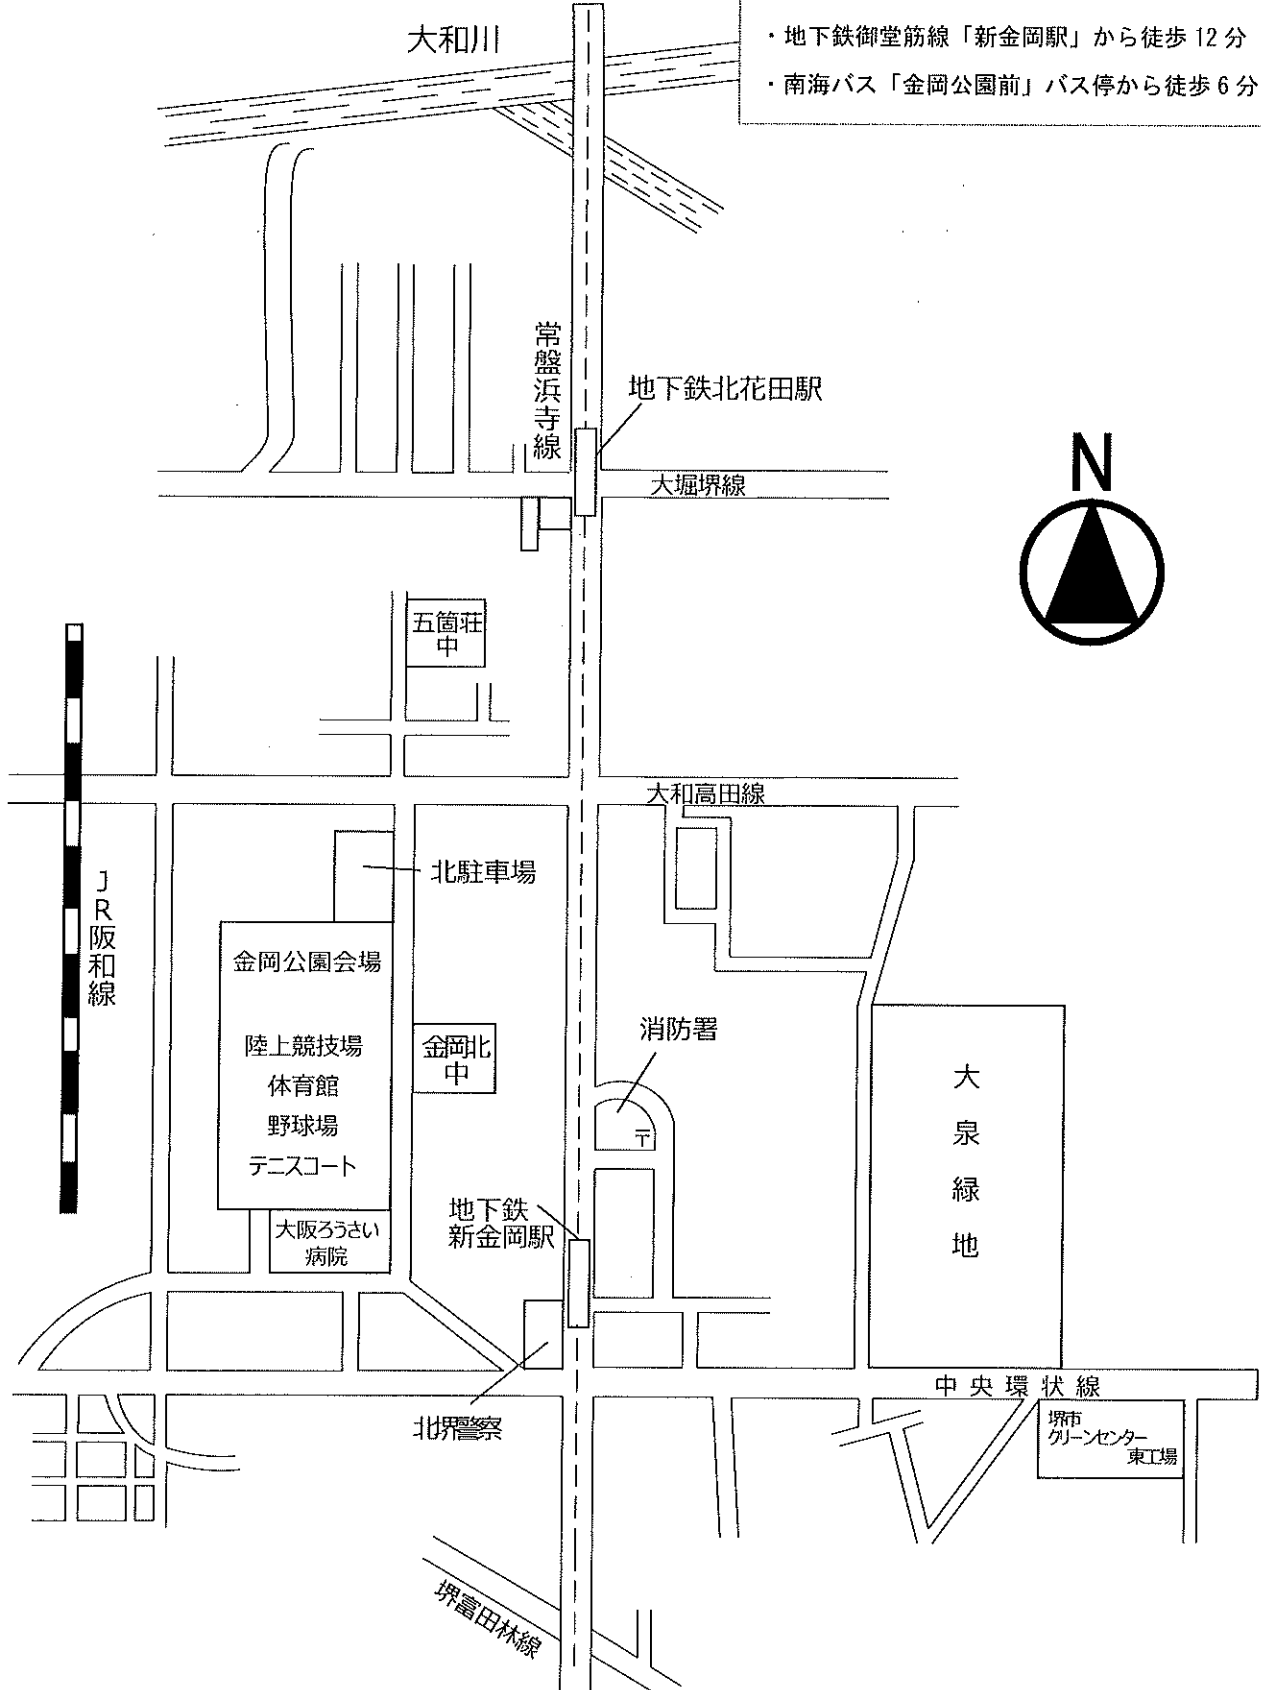 ・地下鉄御堂筋線「新金岡駅」から徒歩 12 分
・南海バス「金岡公園前」バス停から徒歩 6 分
大和川
常盤浜寺線
地下鉄北花田駅
大堀堺線
N
五箇荘
中
大和高田線
北駐車場
JR阪和線
金岡公園会場
陸上競技場
体育館
野球場
テニスコート
金岡北
中
消防署
〒
大泉緑地
地下鉄
新金岡駅
大阪ろうさい
病院
中央環状線
北堺警察
堺市
クリーンセンター
東工場
堺富田林線